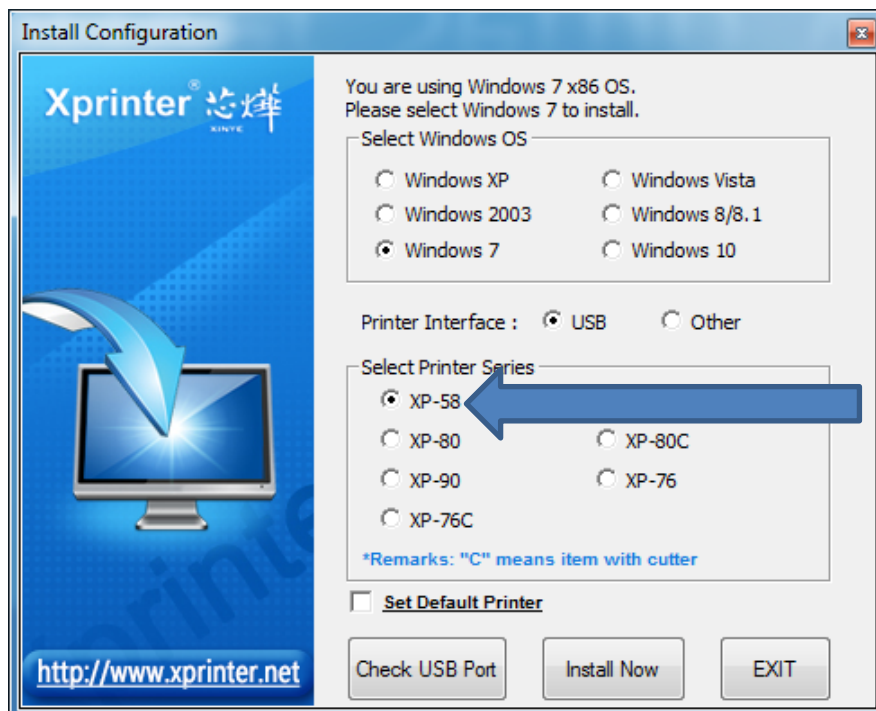 Install Configuration
Xprinter® 芯烨
XINYE
You are using Windows 7 x86 OS.
Please select Windows 7 to install.
Select Windows OS
Windows XP
Windows Vista
Windows 2003
Windows 8/8.1
Windows 7
Windows 10
Printer Interface : USB Other
Select Printer Series
XP-58
XP-80
XP-80C
XP-90
XP-76
XP-76C
*Remarks: "C" means item with cutter
Set Default Printer
http://www.xprinter.net
Check USB Port
Install Now
EXIT